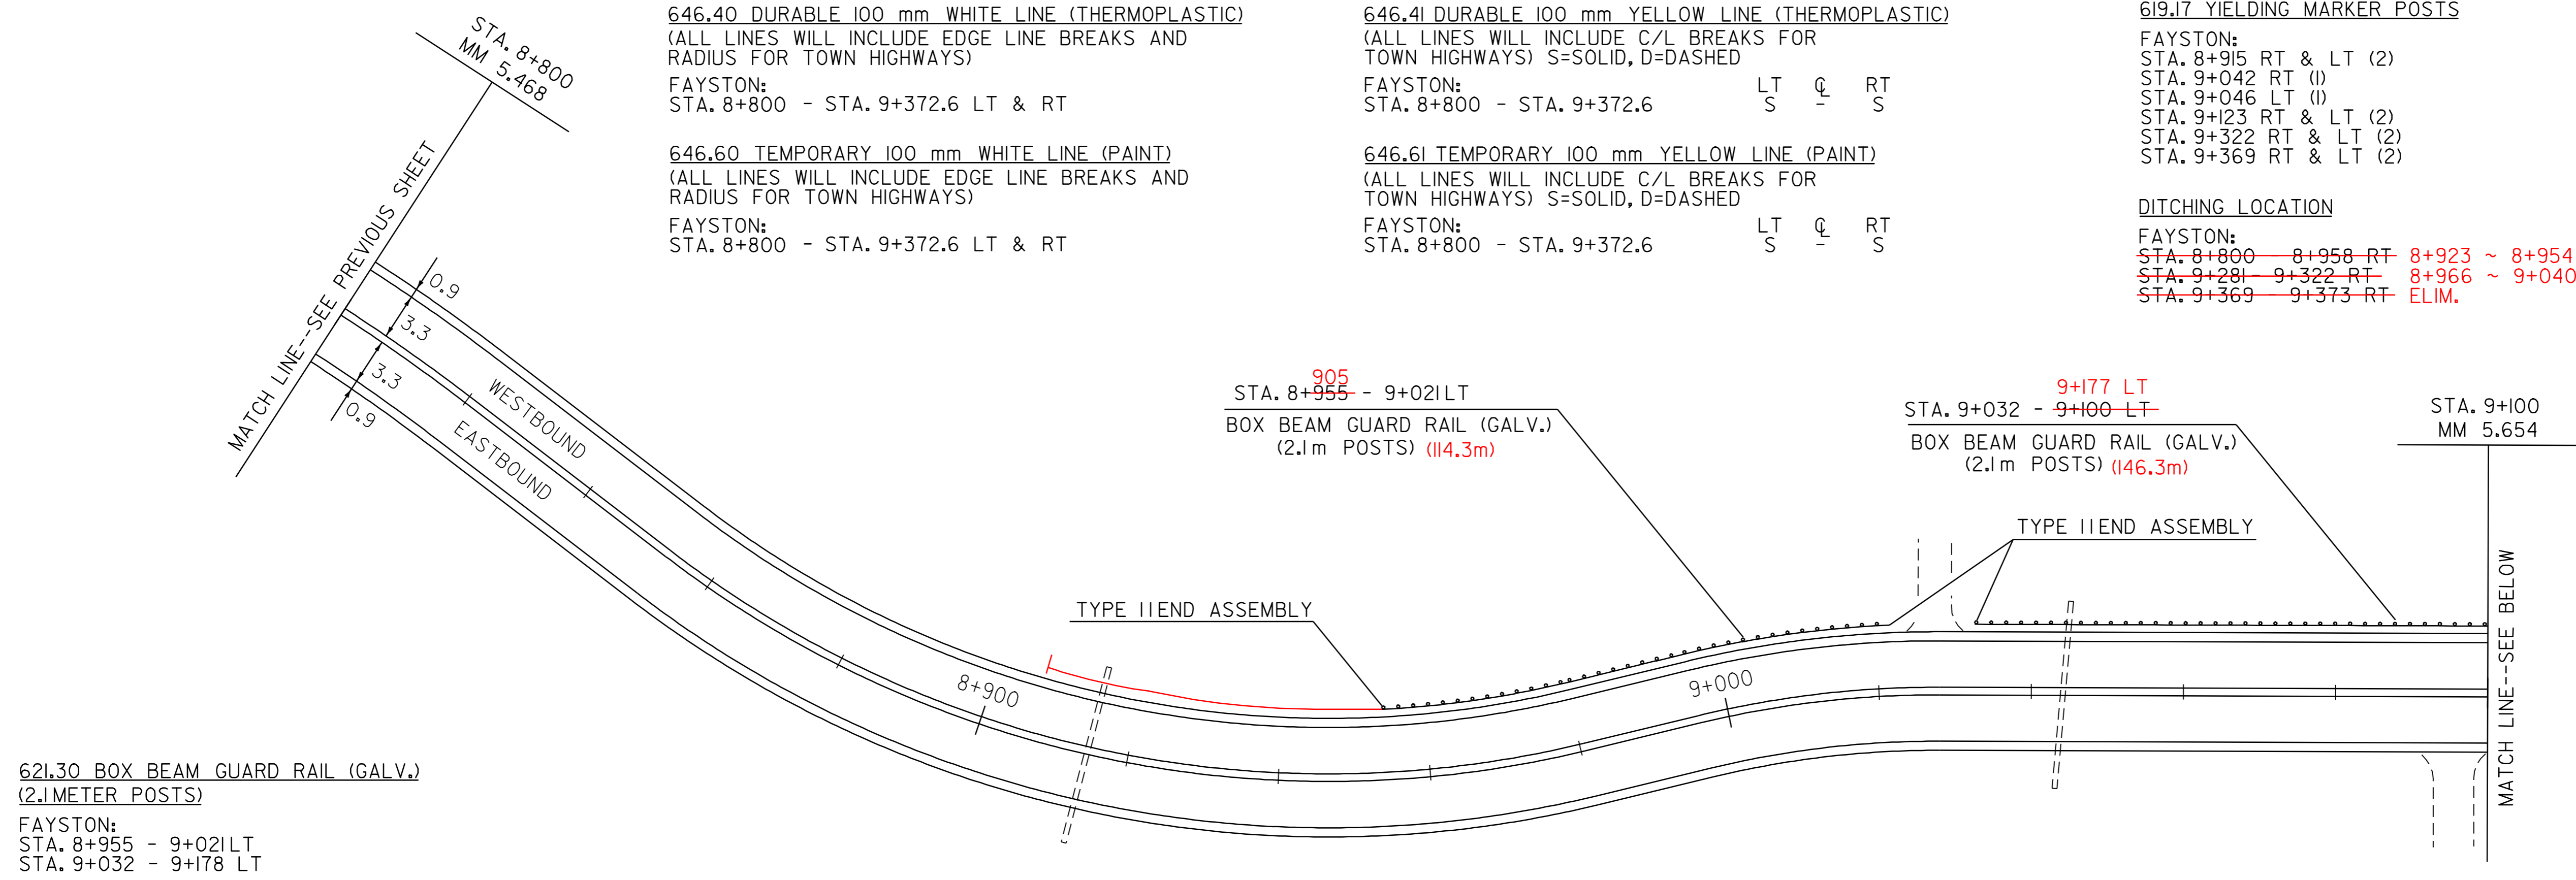 STA. 8+800
MM 5.468
MATCH LINE--SEE PREVIOUS SHEET
646.40 DURABLE 100 mm WHITE LINE (THERMOPLASTIC)
(ALL LINES WILL INCLUDE EDGE LINE BREAKS AND
RADIUS FOR TOWN HIGHWAYS)
FAYSTON:
STA. 8+800 - STA. 9+372.6 LT & RT
646.60 TEMPORARY 100 mm WHITE LINE (PAINT)
(ALL LINES WILL INCLUDE EDGE LINE BREAKS AND
RADIUS FOR TOWN HIGHWAYS)
FAYSTON:
STA. 8+800 - STA. 9+372.6 LT & RT
646.41 DURABLE 100 mm YELLOW LINE (THERMOPLASTIC)
(ALL LINES WILL INCLUDE C/L BREAKS FOR
TOWN HIGHWAYS) S=SOLID, D=DASHED
FAYSTON: LT ℄ RT
STA. 8+800 - STA. 9+372.6 S - S
646.61 TEMPORARY 100 mm YELLOW LINE (PAINT)
(ALL LINES WILL INCLUDE C/L BREAKS FOR
TOWN HIGHWAYS) S=SOLID, D=DASHED
FAYSTON: LT ℄ RT
STA. 8+800 - STA. 9+372.6 S - S
619.17 YIELDING MARKER POSTS
FAYSTON:
STA. 8+915 RT & LT (2)
STA. 9+042 RT (1)
STA. 9+046 LT (1)
STA. 9+123 RT & LT (2)
STA. 9+322 RT & LT (2)
STA. 9+369 RT & LT (2)
DITCHING LOCATION
FAYSTON:
STA. 8+800 - 8+958 RT 8+923 ~ 8+954
STA. 9+281 - 9+322 RT 8+966 ~ 9+040
STA. 9+369 - 9+373 RT ELIM.
0.9
3.3
3.3
0.9
WESTBOUND
EASTBOUND
905
STA. 8+955 - 9+021 LT
BOX BEAM GUARD RAIL (GALV.)
(2.1 m POSTS) (114.3m)
9+177 LT
STA. 9+032 - 9+100 LT
BOX BEAM GUARD RAIL (GALV.)
(2.1 m POSTS) (146.3m)
STA. 9+100
MM 5.654
TYPE II END ASSEMBLY
TYPE II END ASSEMBLY
8+900
9+000
MATCH LINE--SEE BELOW
621.30 BOX BEAM GUARD RAIL (GALV.)
(2.1 METER POSTS)
FAYSTON:
STA. 8+955 - 9+021 LT
STA. 9+032 - 9+178 LT